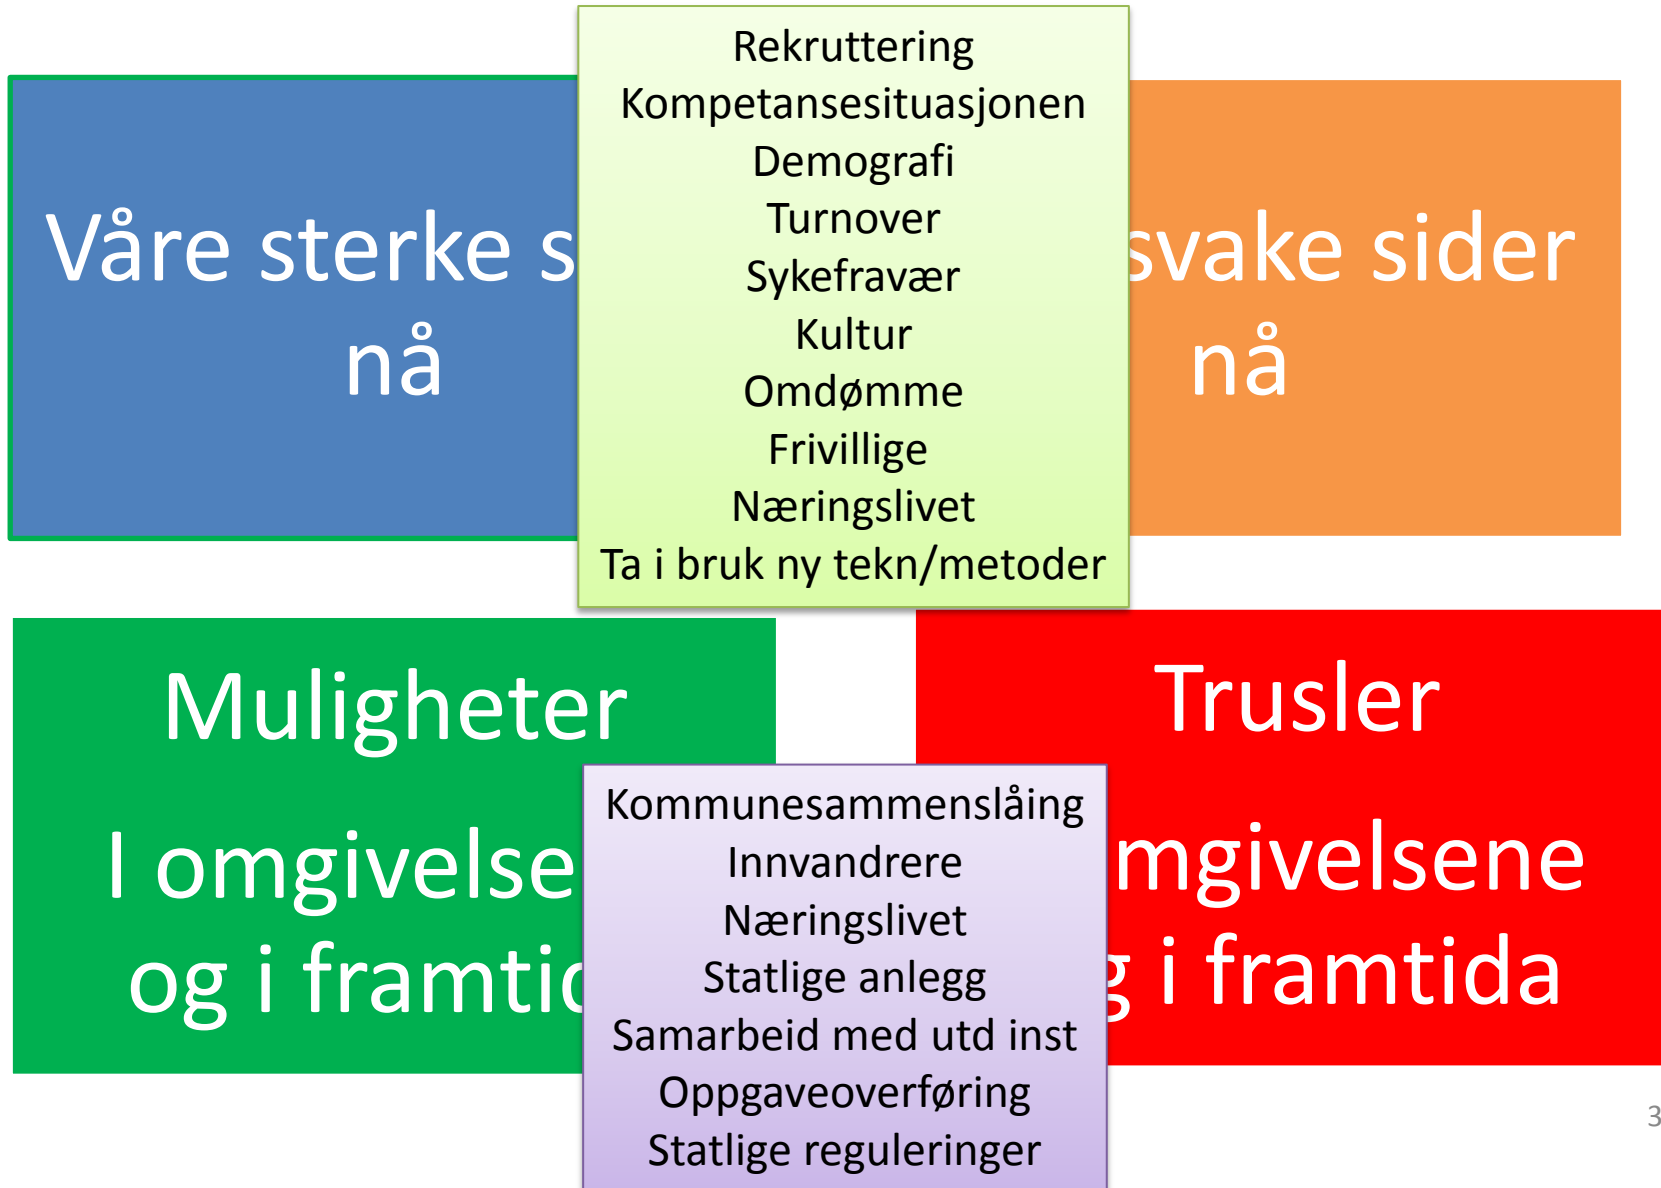 Rekruttering
Kompetansesituasjonen
Demografi
Turnover
Sykefravær
Kultur
Omdømme
Frivillige
Næringslivet
Ta i bruk ny tekn/metoder
Våre sterke s
nå
svake sider
nå
Muligheter
I omgivelse
og i framtid
Trusler
mgivelsene
g i framtida
Kommunesammenslåing
Innvandrere
Næringslivet
Statlige anlegg
Samarbeid med utd inst
Oppgaveoverføring
Statlige reguleringer
3